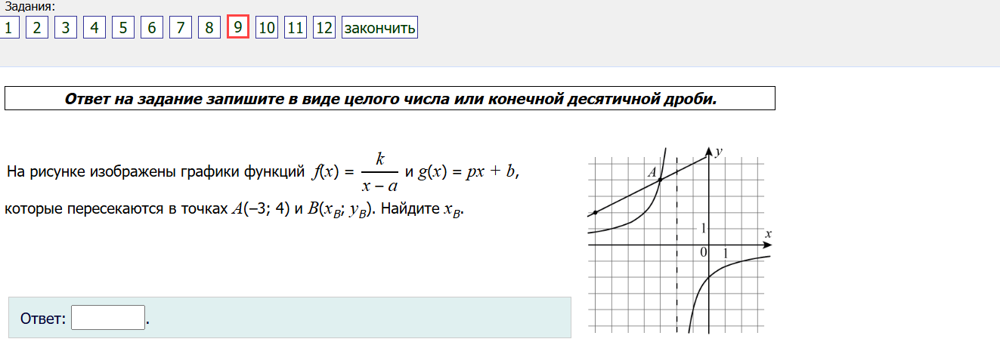 Задания:
1 2 3 4 5 6 7 8 9 10 11 12 закончить
Ответ на задание запишите в виде целого числа или конечной десятичной дроби.
На рисунке изображены графики функций f(x) = k/(x − a) и g(x) = px + b,
которые пересекаются в точках A(−3; 4) и B(x_B; y_B). Найдите x_B.
y
A
1
x
0 1
Ответ: .